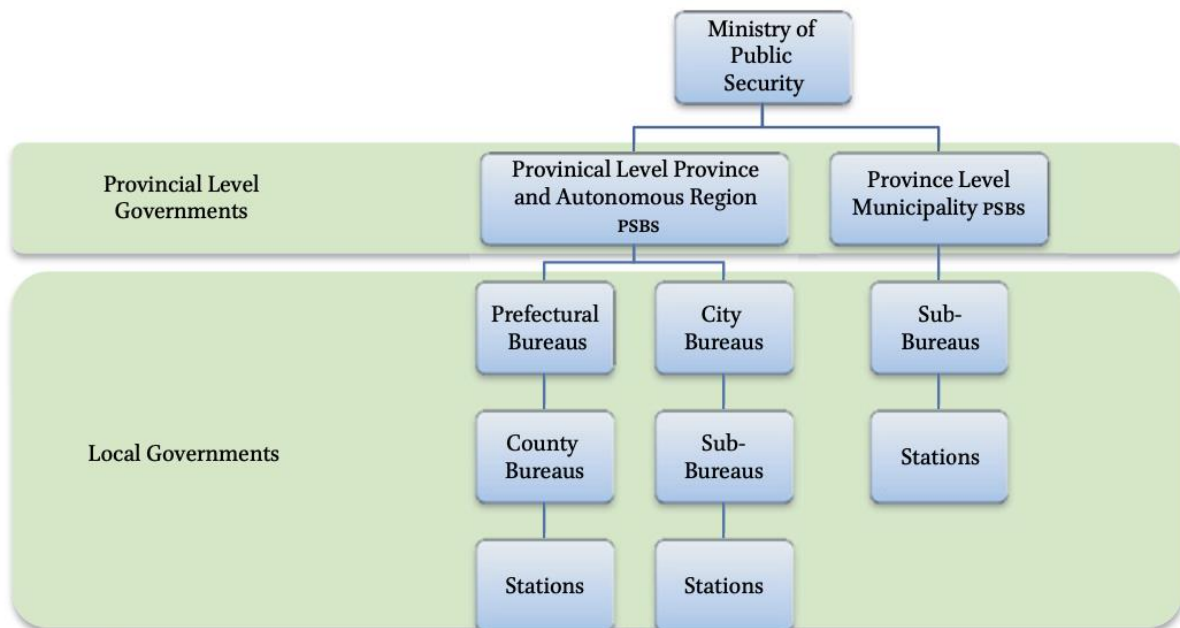 Ministry of
Public
Security
Provincial Level
Governments
Provinical Level Province
and Autonomous Region
PSBs
Province Level
Municipality PSBs
Local Governments
Prefectural
Bureaus
City
Bureaus
Sub-
Bureaus
County
Bureaus
Sub-
Bureaus
Stations
Stations
Stations